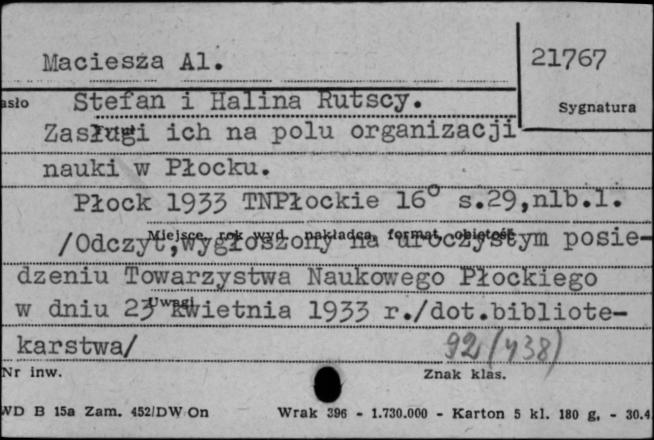 Maciesza Al.
21767
asło Stefan i Halina Rutscy.
Sygnatura
Zasługi ich na polu organizacji
nauki w Płocku.
Płock 1933 TNPłockie 16° s.29,nlb.1.
Miejsce, rok wyd., nakładca, format, objętość
/Odczyt,wygłoszony na uroczystym posie-
dzeniu Towarzystwa Naukowego Płockiego
Uwagi
w dniu 23 kwietnia 1933 r./dot.bibliote-
karstwa/
92(438)
Nr inw.
Znak klas.
WD B 15a Zam. 452/DW On Wrak 396 - 1.730.000 - Karton 5 kl. 180 g. - 30.4